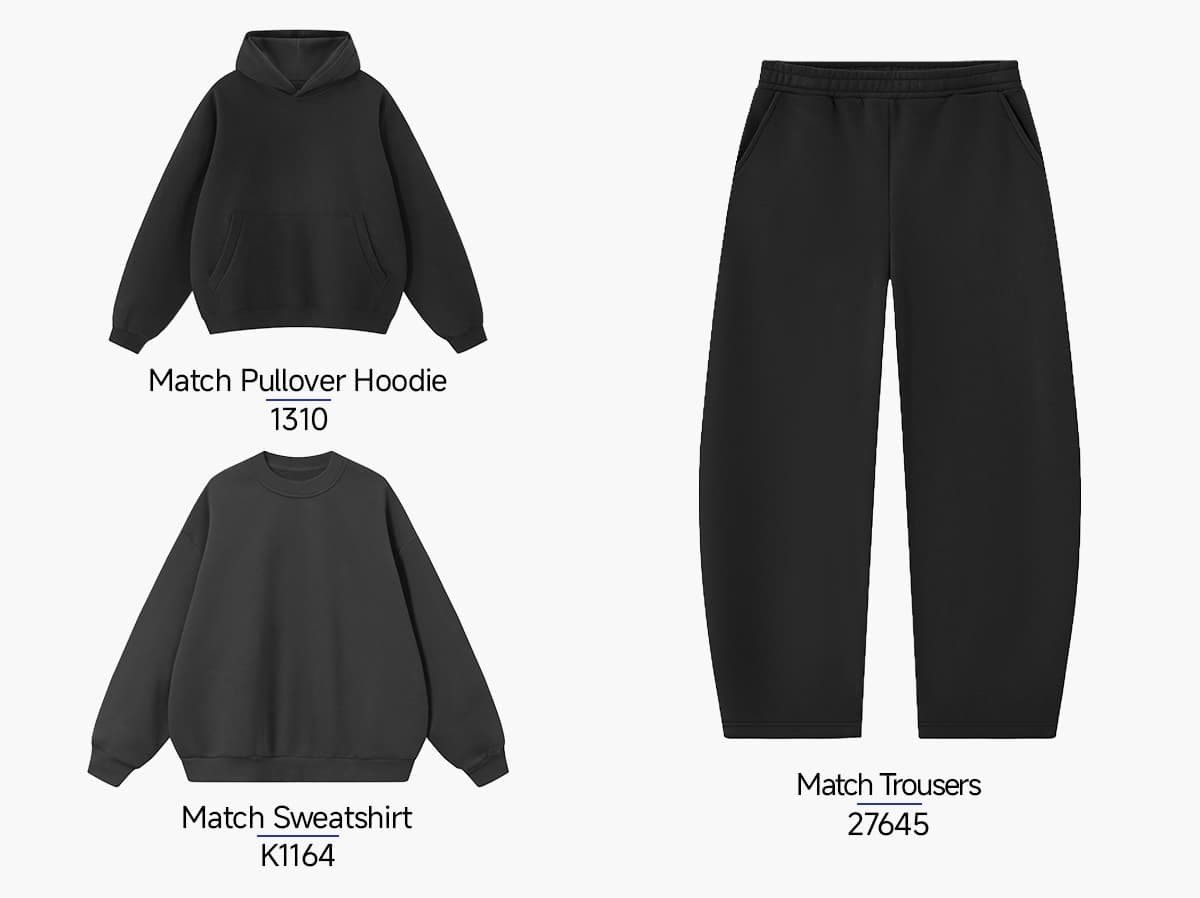 Match Pullover Hoodie
1310
Match Sweatshirt
K1164
Match Trousers
27645